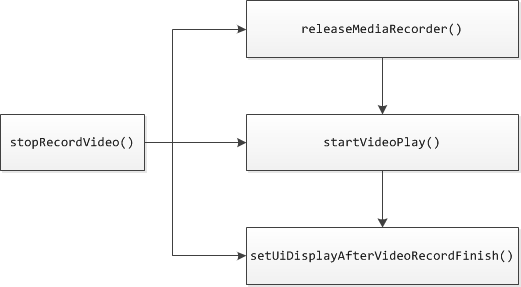 releaseMediaRecorder()
stopRecordVideo()
startVideoPlay()
setUiDisplayAfterVideoRecordFinish()